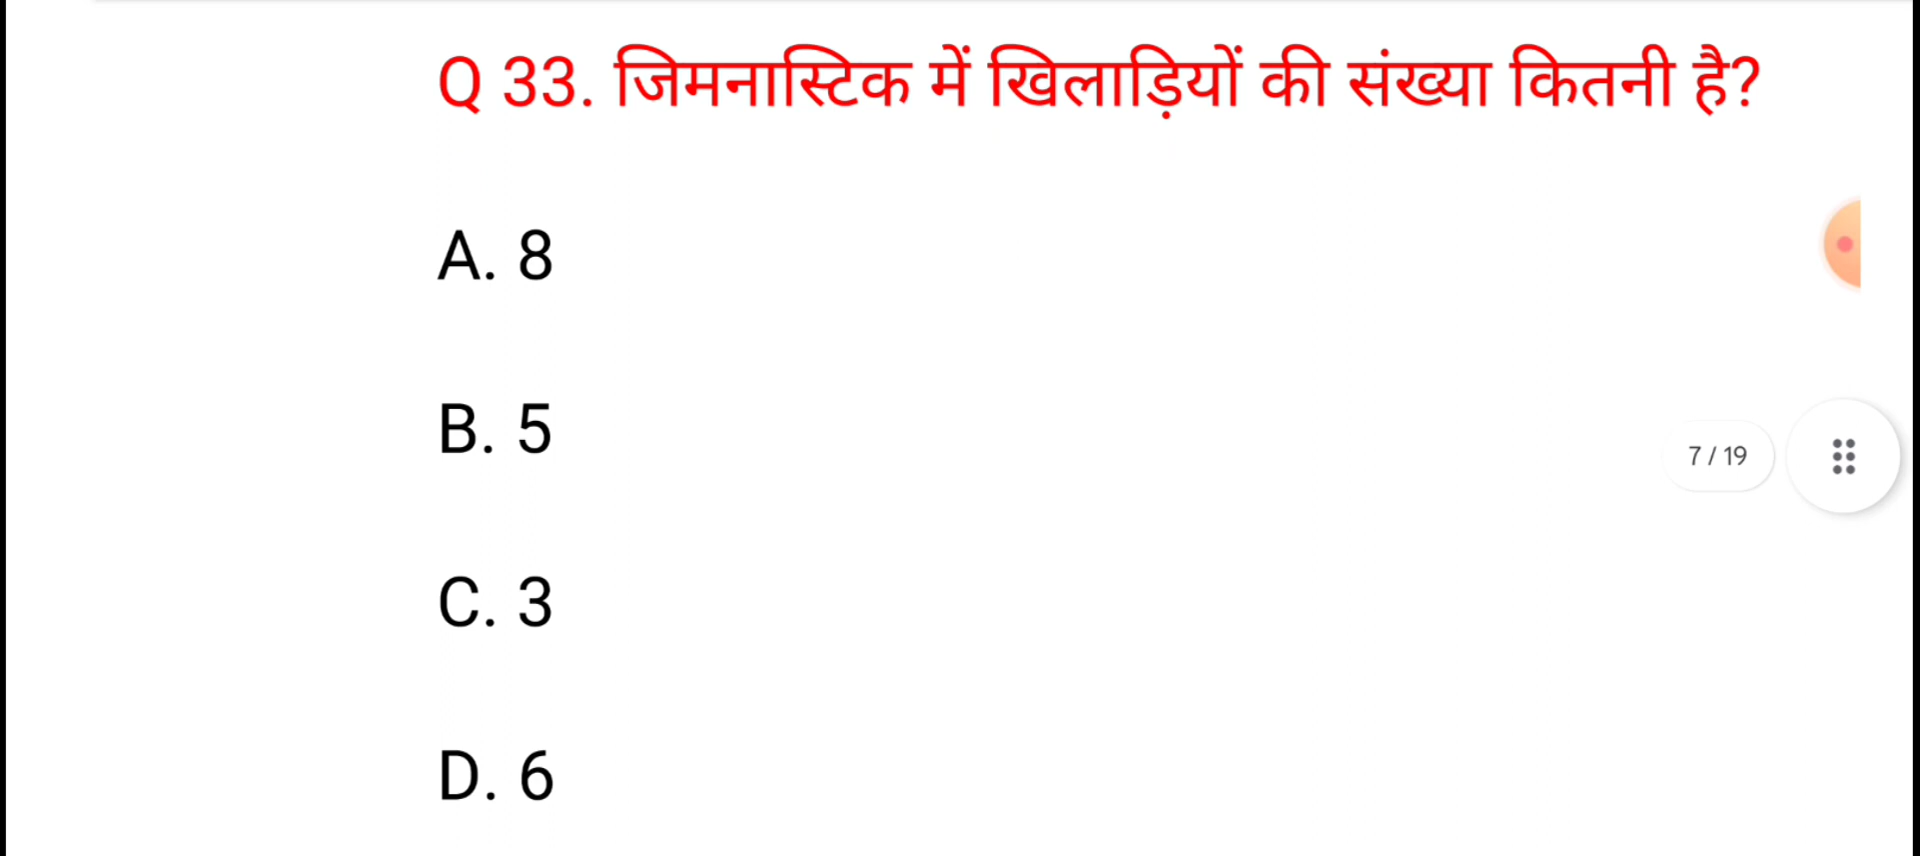 Q 33. जिमनास्टिक में खिलाड़ियों की संख्या कितनी है?
A. 8
B. 5
7 / 19
C. 3
D. 6